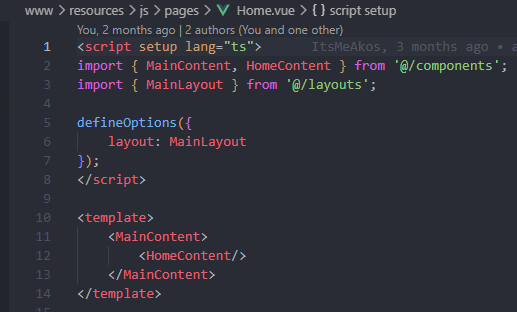 www > resources > js > pages > Home.vue > {} script setup
You, 2 months ago | 2 authors (You and one other)
1 <script setup lang="ts"> ItsMeAkos, 3 months ago •
2 import { MainContent, HomeContent } from '@/components';
3 import { MainLayout } from '@/layouts';
4
5 defineOptions({
6 layout: MainLayout
7 });
8 </script>
9
10 <template>
11 <MainContent>
12 <HomeContent/>
13 </MainContent>
14 </template>